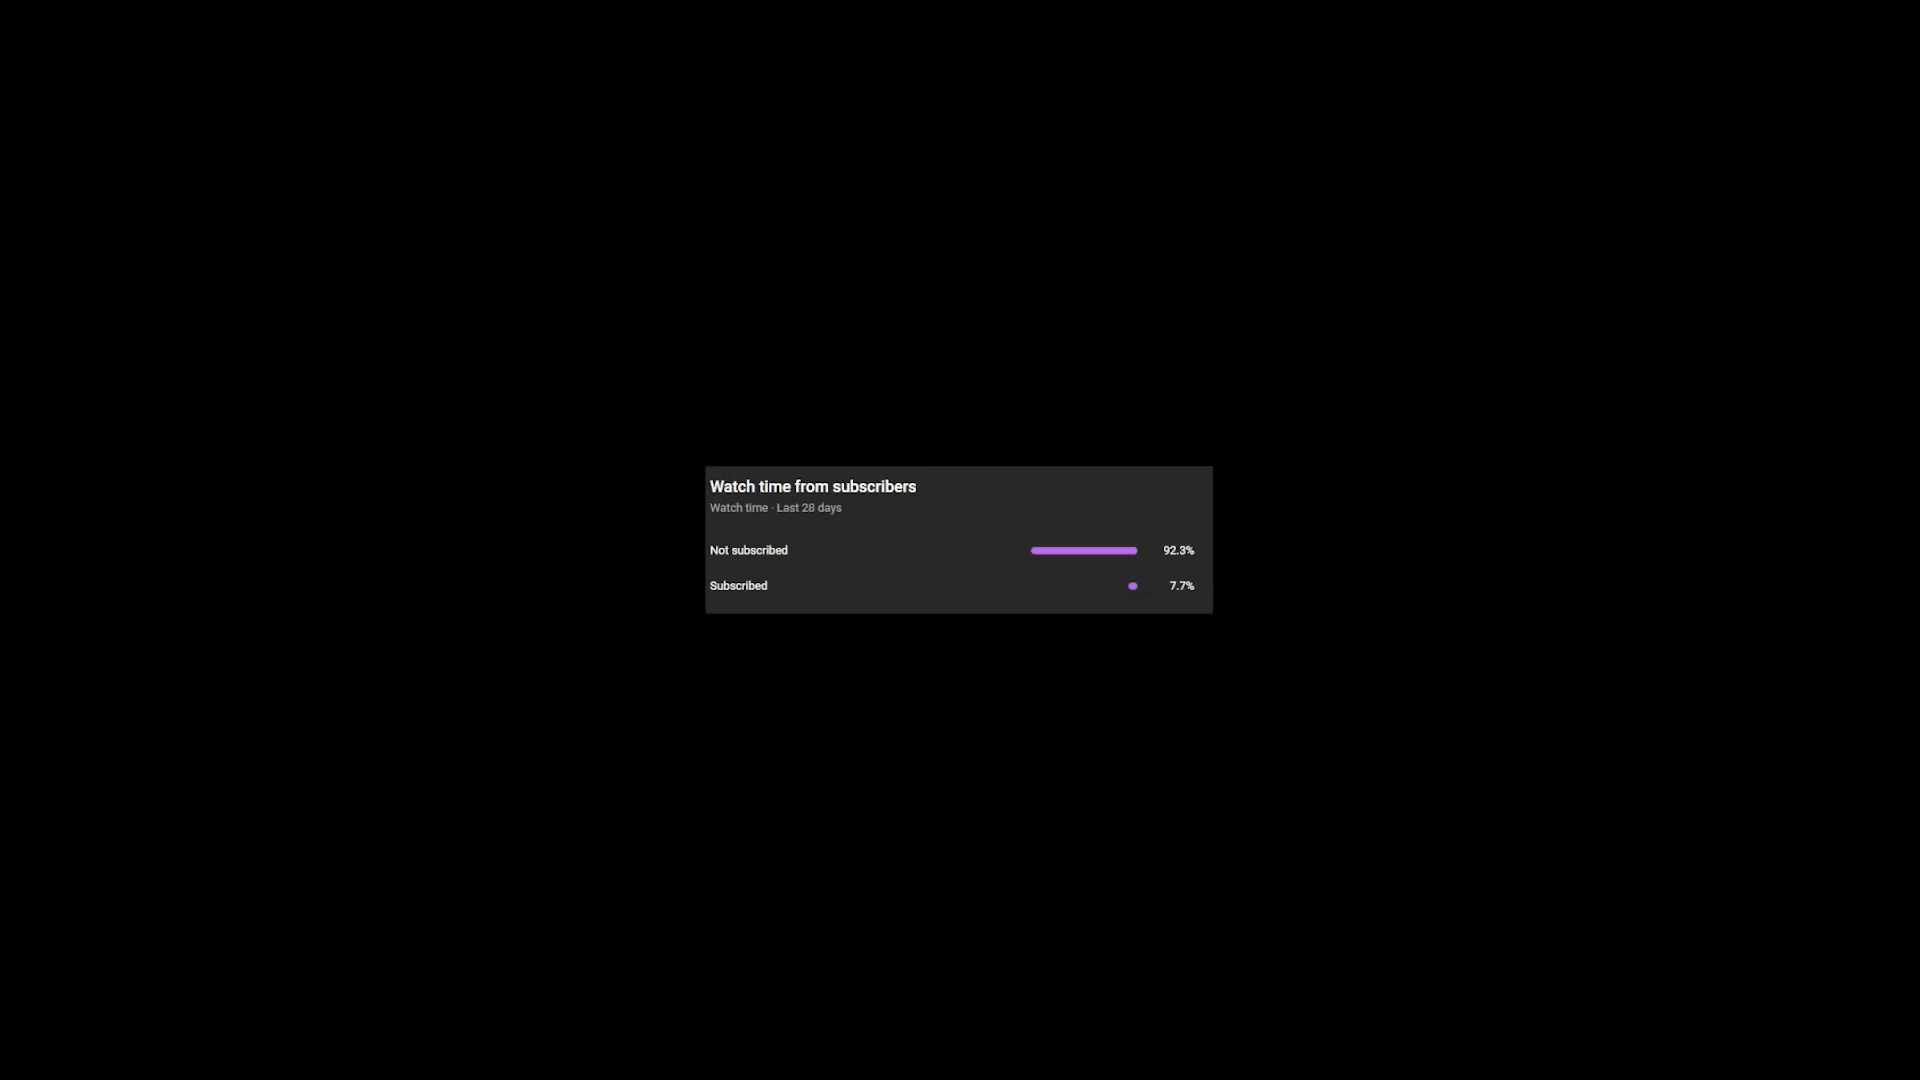 Watch time from subscribers
Watch time · Last 28 days
Not subscribed 92.3%
Subscribed 7.7%